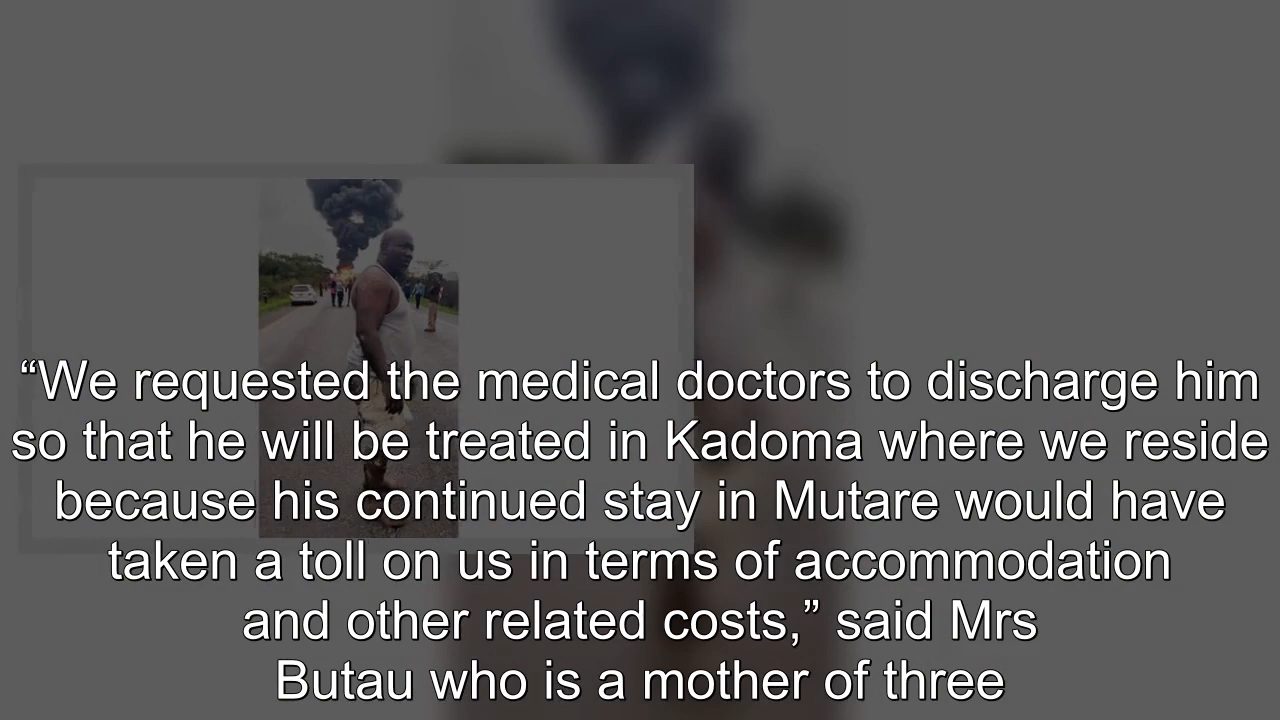 “We requested the medical doctors to discharge him
so that he will be treated in Kadoma where we reside
because his continued stay in Mutare would have
taken a toll on us in terms of accommodation
and other related costs,” said Mrs
Butau who is a mother of three